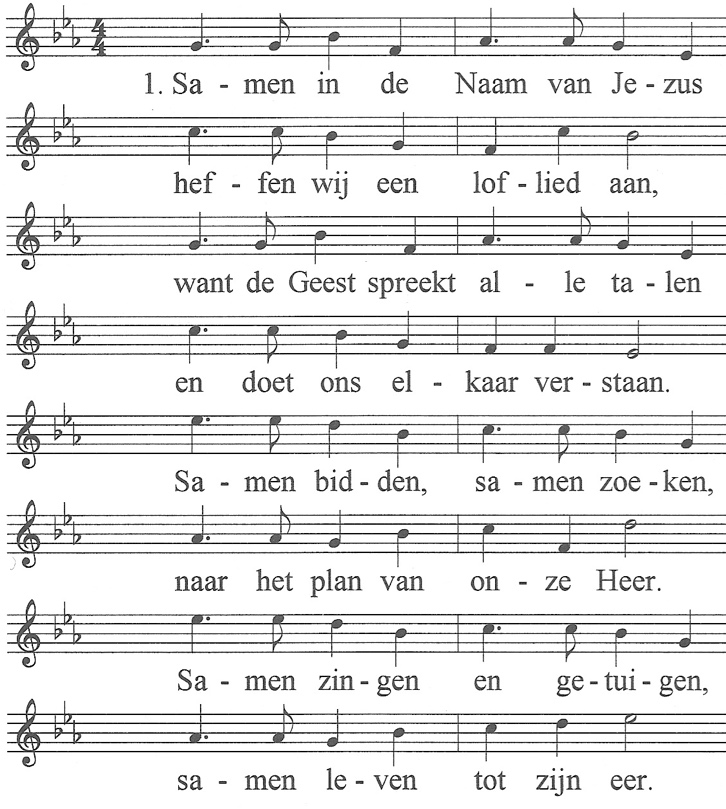 1. Sa - men in de Naam van Je - zus
hef - fen wij een lof - lied aan,
want de Geest spreekt al - le ta - len
en doet ons el - kaar ver - staan.
Sa - men bid - den, sa - men zoe - ken,
naar het plan van on - ze Heer.
Sa - men zin - gen en ge - tui - gen,
sa - men le - ven tot zijn eer.